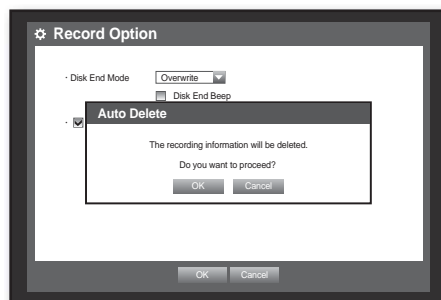 Record Option
· Disk End Mode Overwrite
Disk End Beep
·
Auto Delete
The recording information will be deleted.
Do you want to proceed?
OK Cancel
OK Cancel